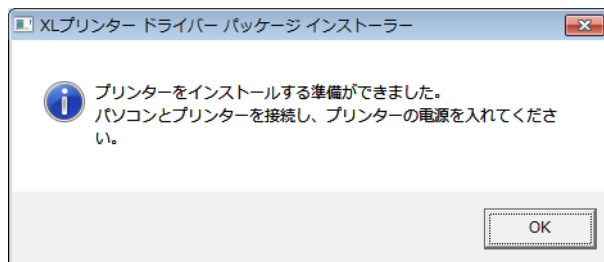 XLプリンター ドライバー パッケージ インストーラー
プリンターをインストールする準備ができました。
パソコンとプリンターを接続し、プリンターの電源を入れてくださ
い。
OK